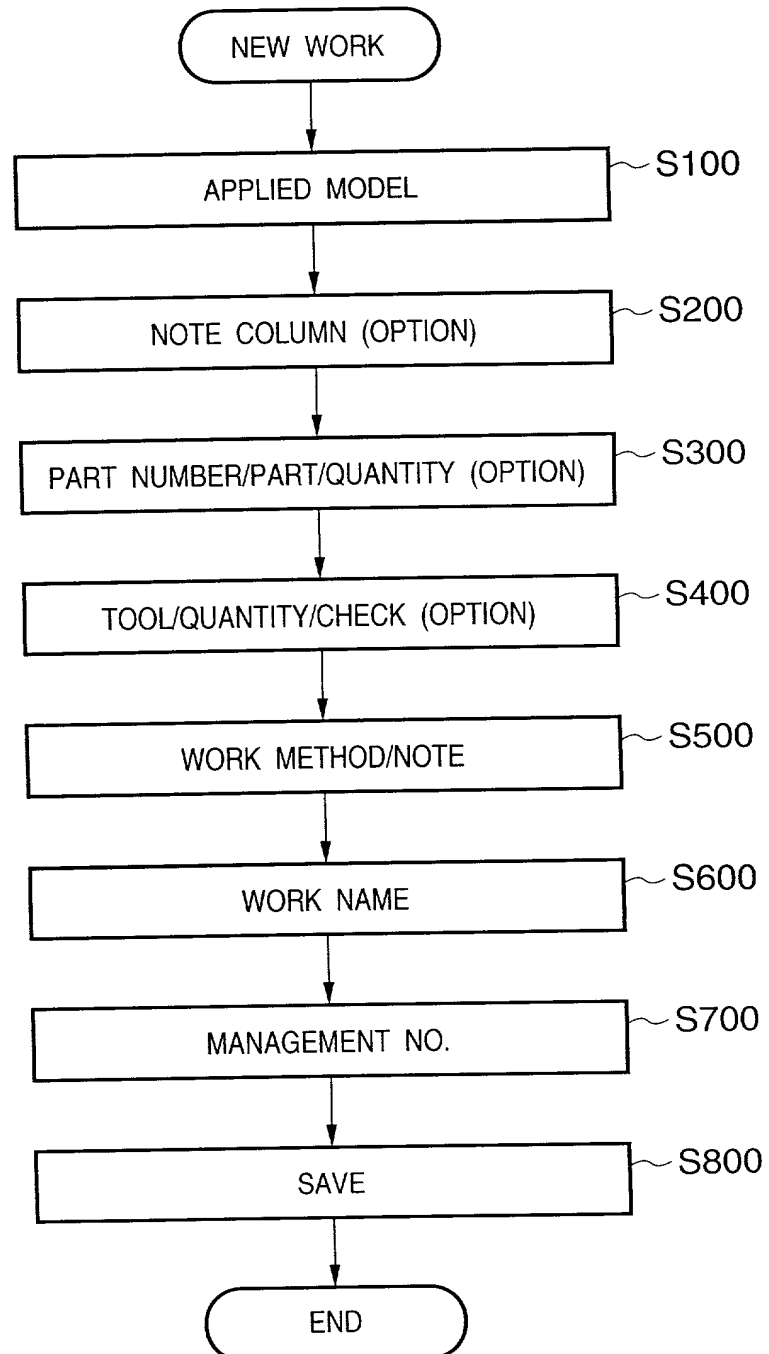 NEW WORK
APPLIED MODEL
S100
NOTE COLUMN (OPTION)
S200
PART NUMBER/PART/QUANTITY (OPTION)
S300
TOOL/QUANTITY/CHECK (OPTION)
S400
WORK METHOD/NOTE
S500
WORK NAME
S600
MANAGEMENT NO.
S700
SAVE
S800
END